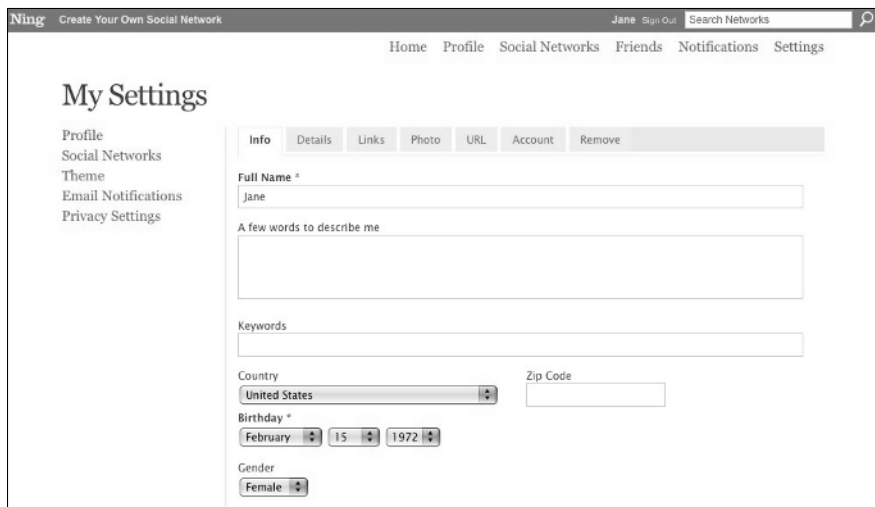 Ning Create Your Own Social Network Jane Sign Out Search Networks
Home Profile Social Networks Friends Notifications Settings
My Settings
Profile
Social Networks
Theme
Email Notifications
Privacy Settings
Info Details Links Photo URL Account Remove
Full Name *
Jane
A few words to describe me
Keywords
Country Zip Code
United States
Birthday *
February 15 1972
Gender
Female